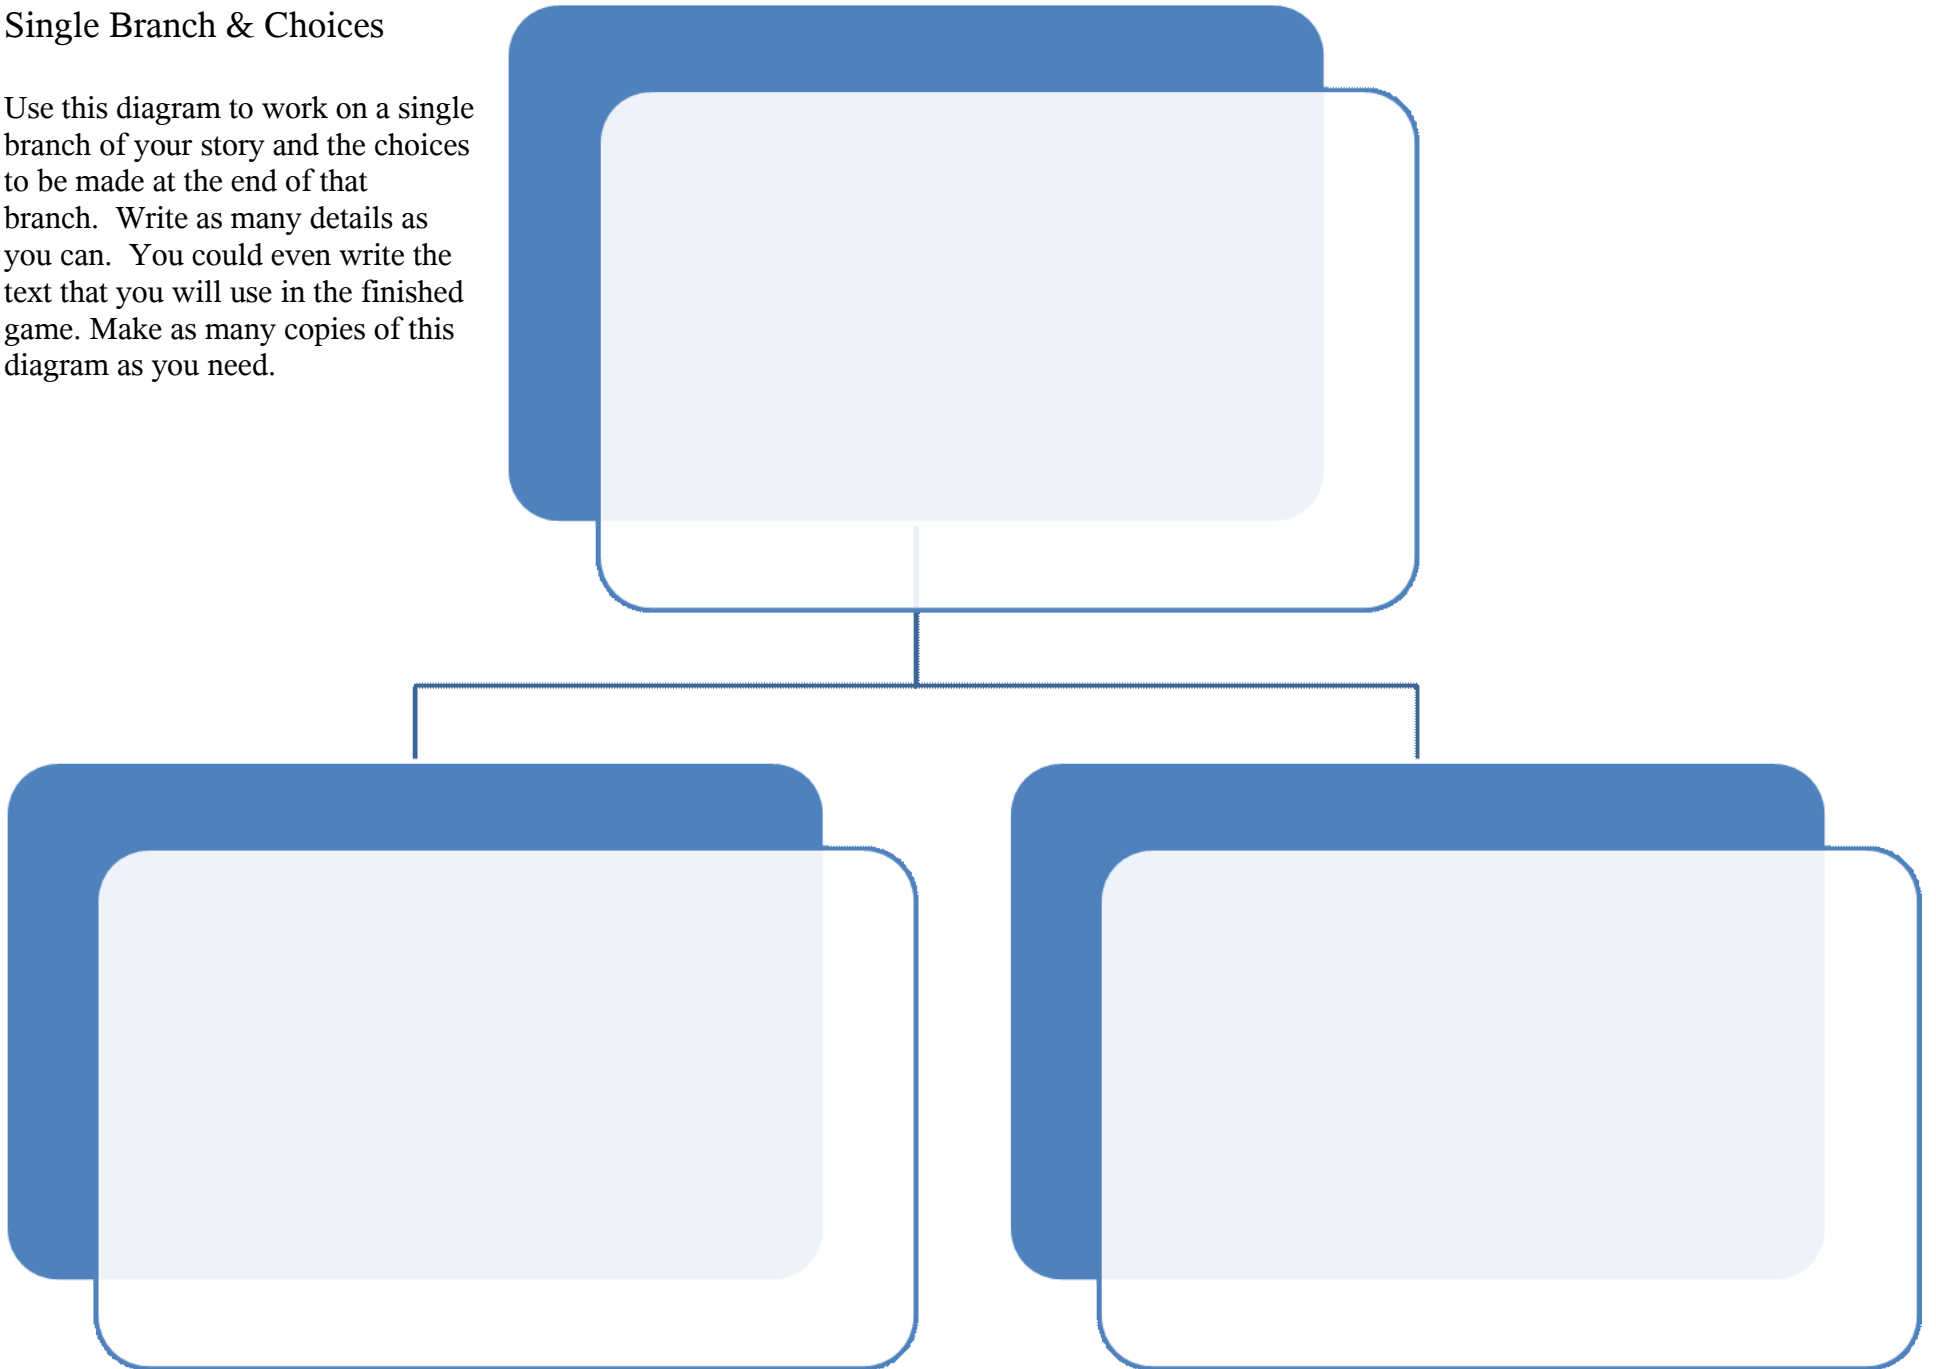 Single Branch & Choices
Use this diagram to work on a single
branch of your story and the choices
to be made at the end of that
branch.  Write as many details as
you can.  You could even write the
text that you will use in the finished
game. Make as many copies of this
diagram as you need.